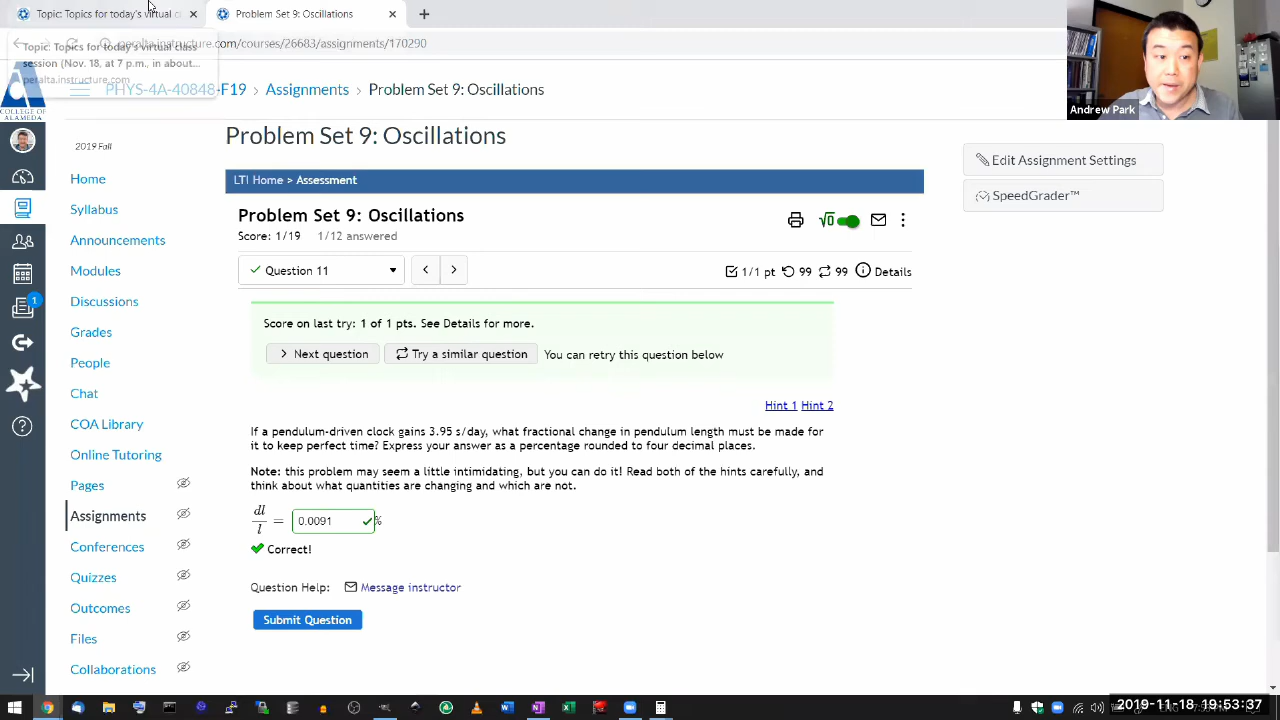 Topic: Topics for today's virtual cl
Problem Set 9: Oscillations
peralta.instructure.com/courses/26683/assignments/170290
Topic: Topics for today's virtual class
session (Nov. 18, at 7 p.m., in about...
peralta.instructure.com
Andrew Park
COLLEGE OF
ALAMEDA
PHYS-4A-40848-F19 › Assignments › Problem Set 9: Oscillations
Problem Set 9: Oscillations
Edit Assignment Settings
SpeedGrader™
2019 Fall
Home
Syllabus
Announcements
Modules
Discussions
Grades
People
Chat
COA Library
Online Tutoring
Pages
Assignments
Conferences
Quizzes
Outcomes
Files
Collaborations
1
LTI Home > Assessment
Problem Set 9: Oscillations
Score: 1/19 1/12 answered
√0
Question 11
1/1 pt 99 99 Details
Score on last try: 1 of 1 pts. See Details for more.
Next question Try a similar question You can retry this question below
Hint 1 Hint 2
If a pendulum-driven clock gains 3.95 s/day, what fractional change in pendulum length must be made for
it to keep perfect time? Express your answer as a percentage rounded to four decimal places.
Note: this problem may seem a little intimidating, but you can do it! Read both of the hints carefully, and
think about what quantities are changing and which are not.
dl/l = 0.0091 %
Correct!
Question Help: Message instructor
Submit Question
2019-11-18 19:53:37